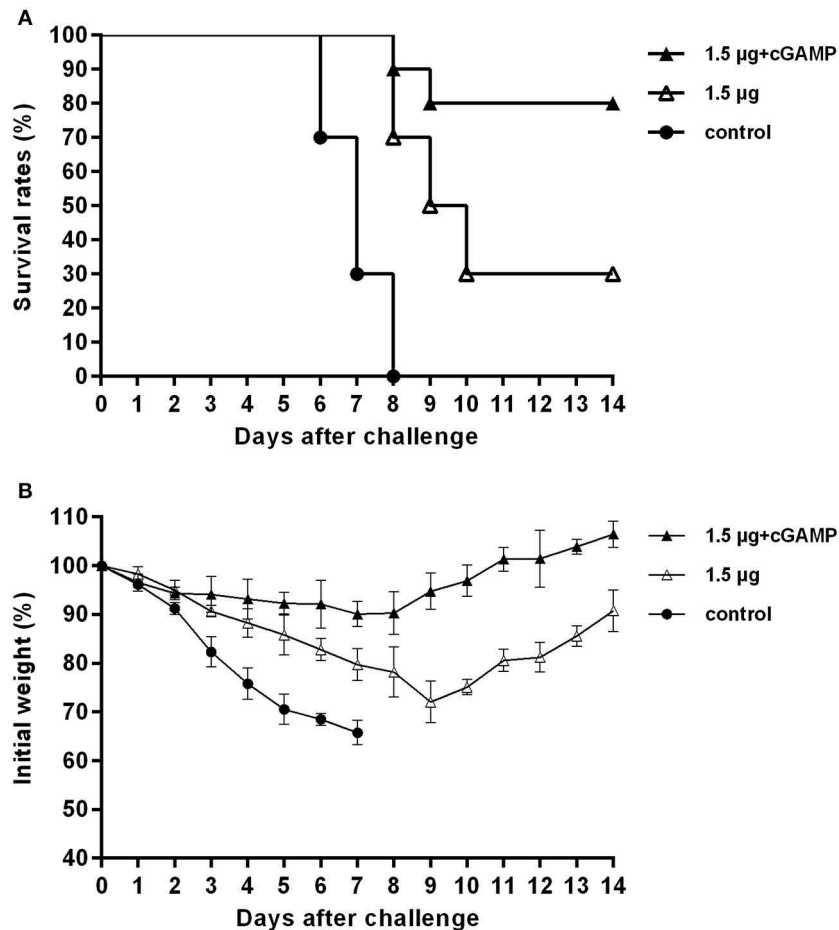 A
100
90
80
70
60
50
40
30
20
10
0
Survival rates (%)
0 1 2 3 4 5 6 7 8 9 10 11 12 13 14
Days after challenge
1.5 µg+cGAMP
1.5 µg
control
B
110
100
90
80
70
60
50
40
Initial weight (%)
0 1 2 3 4 5 6 7 8 9 10 11 12 13 14
Days after challenge
1.5 µg+cGAMP
1.5 µg
control